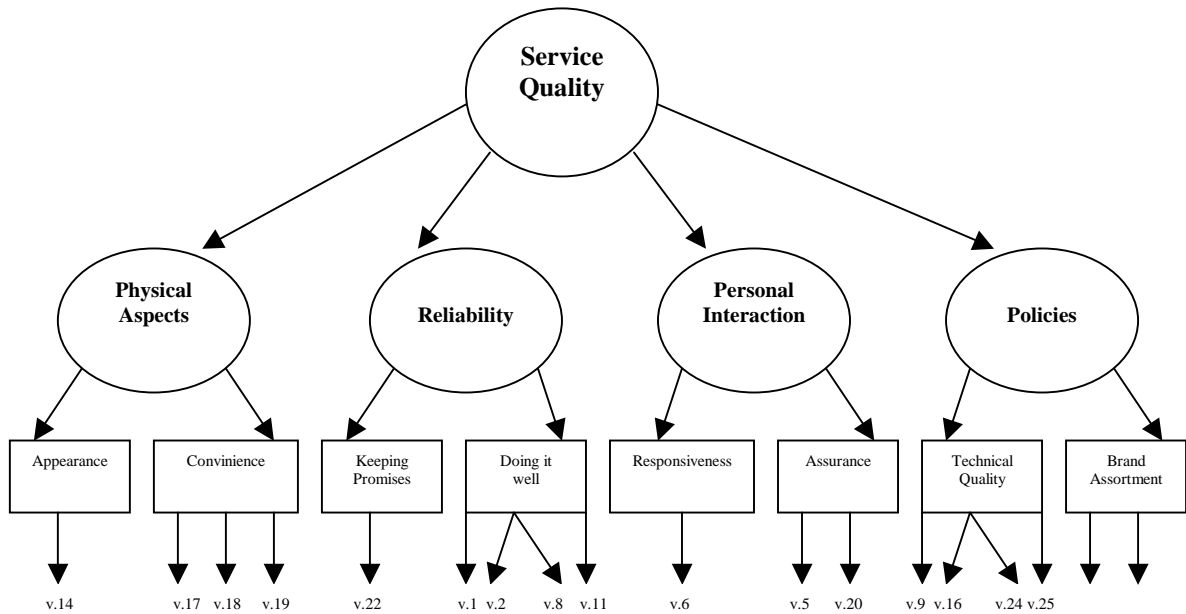 Service
Quality
Physical
Aspects
Reliability
Personal
Interaction
Policies
Appearance
Convinience
Keeping
Promises
Doing it
well
Responsiveness
Assurance
Technical
Quality
Brand
Assortment
v.14 v.17 v.18 v.19 v.22 v.1 v.2 v.8 v.11 v.6 v.5 v.20 v.9 v.16 v.24 v.25